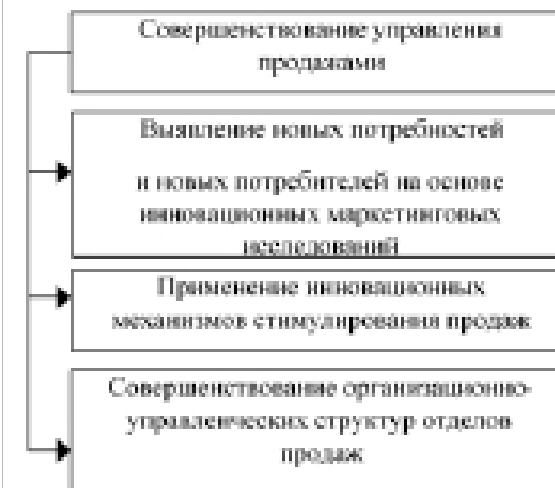 Совершенствование управления
продажами
Выявление новых потребностей
и новых потребителей на основе
инновационных маркетинговых
исследований
Применение инновационных
механизмов стимулирования продаж
Совершенствование организационно-
управленческих структур отделов
продаж